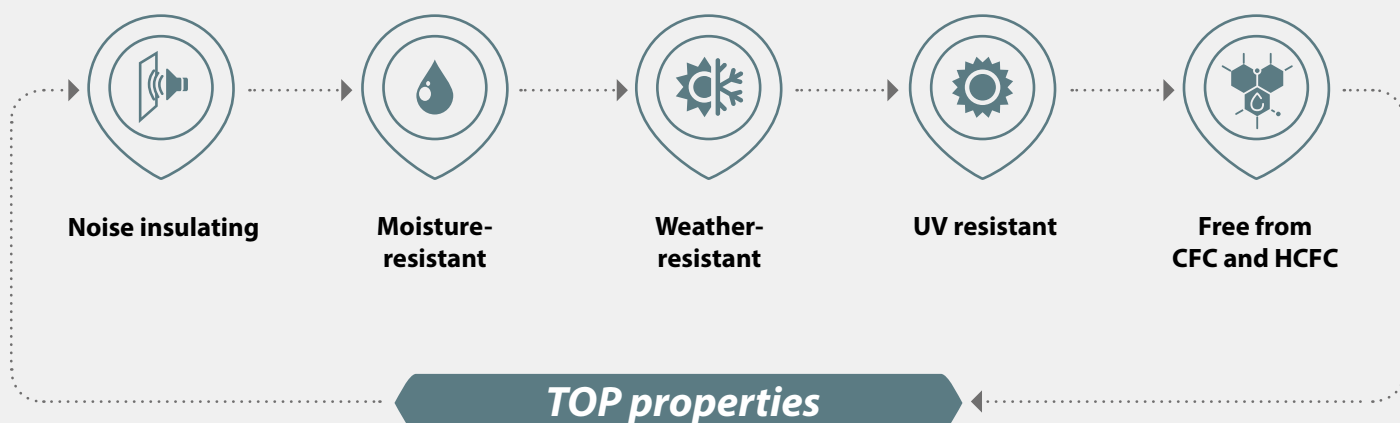 Noise insulating
Moisture-
resistant
Weather-
resistant
UV resistant
Free from
CFC and HCFC
TOP properties